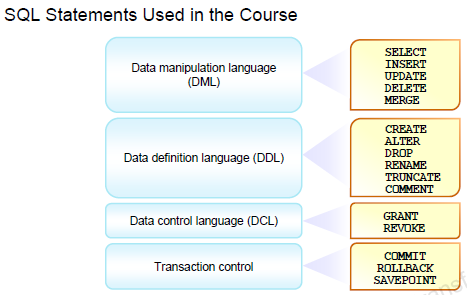 SQL Statements Used in the Course
Data manipulation language
(DML)
SELECT
INSERT
UPDATE
DELETE
MERGE
Data definition language (DDL)
CREATE
ALTER
DROP
RENAME
TRUNCATE
COMMENT
Data control language (DCL)
GRANT
REVOKE
Transaction control
COMMIT
ROLLBACK
SAVEPOINT